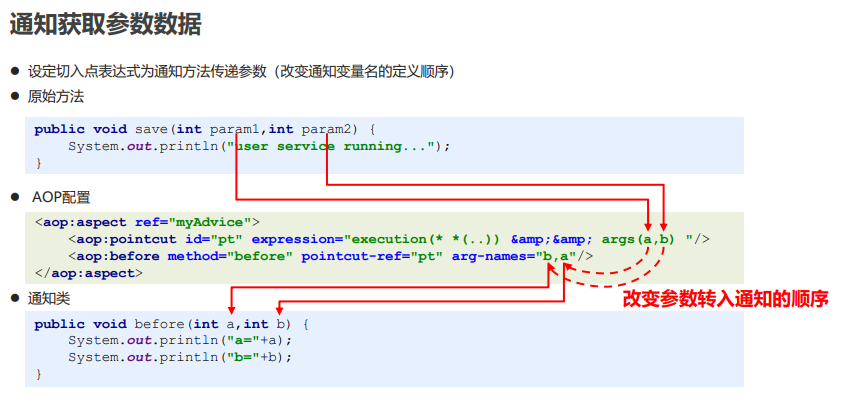 通知获取参数数据
● 设定切入点表达式为通知方法传递参数（改变通知变量名的定义顺序）
● 原始方法
public void save(int param1,int param2) {
    System.out.println("user service running...");
}
● AOP配置
<aop:aspect ref="myAdvice">
    <aop:pointcut id="pt" expression="execution(* *(..)) &amp;&amp; args(a,b) "/>
    <aop:before method="before" pointcut-ref="pt" arg-names="b,a"/>
</aop:aspect>
改变参数转入通知的顺序
● 通知类
public void before(int a,int b) {
    System.out.println("a="+a);
    System.out.println("b="+b);
}